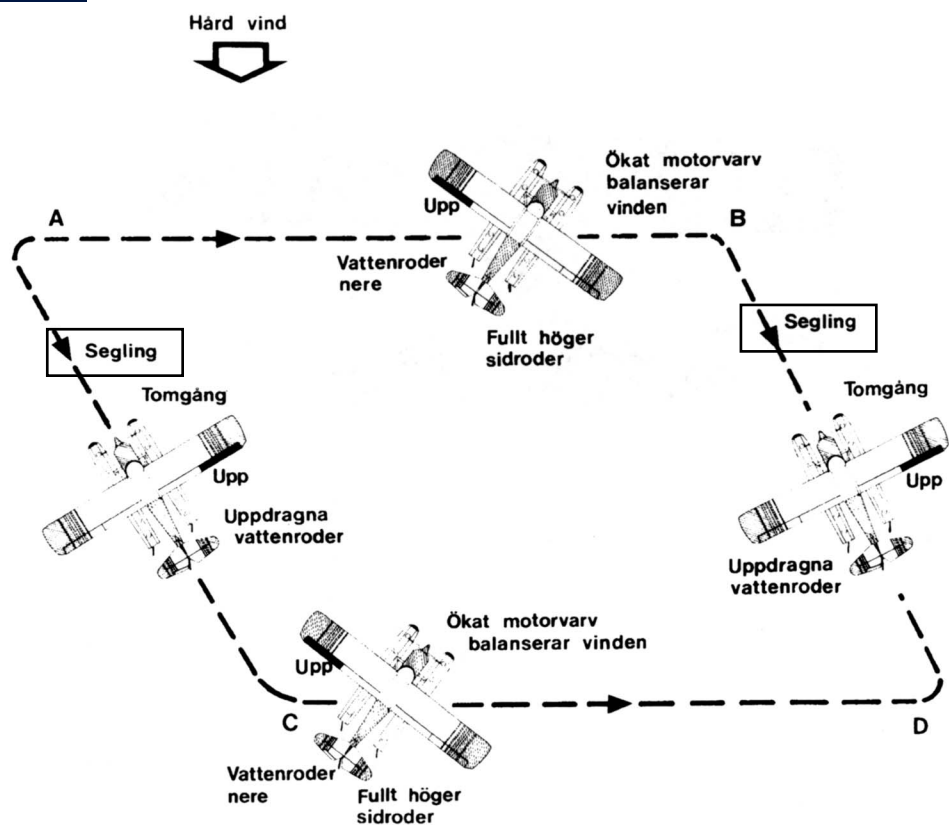 Hård vind
Ökat motorvarv
balanserar
vinden
Upp
A
B
Vattenroder
nere
Fullt höger
sidroder
Segling
Segling
Tomgång
Tomgång
Upp
Upp
Uppdragna
vattenroder
Uppdragna
vattenroder
Ökat motorvarv
balanserar vinden
Upp
C
D
Vattenroder
nere
Fullt höger
sidroder